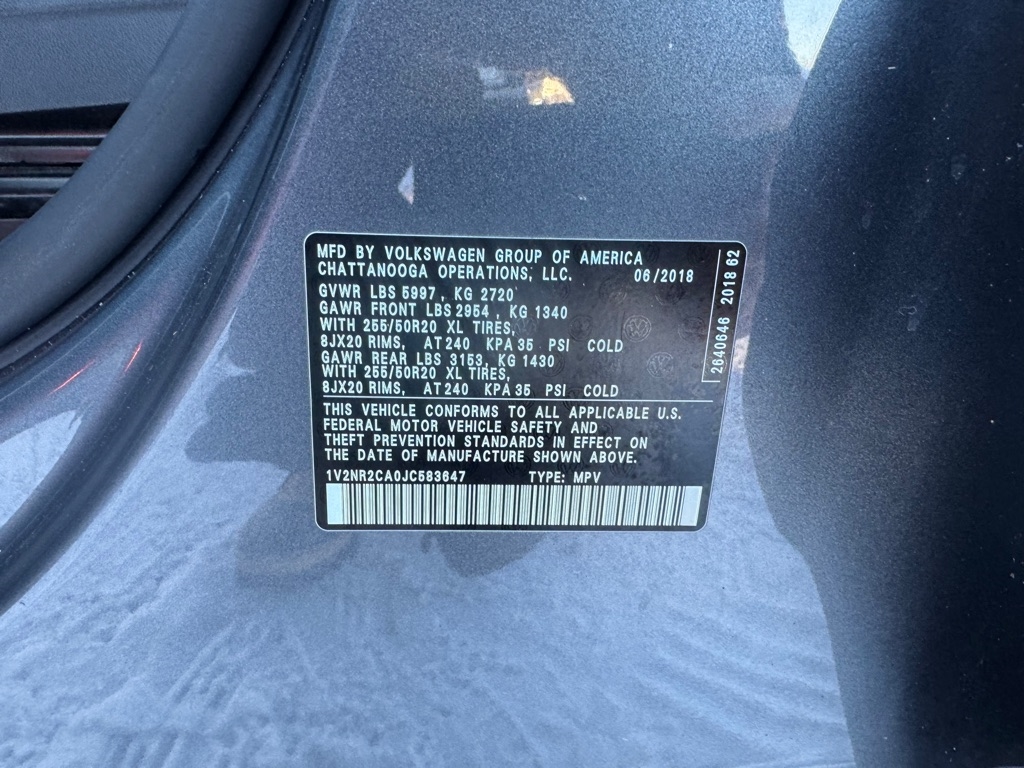 MFD BY VOLKSWAGEN GROUP OF AMERICA
CHATTANOOGA OPERATIONS, LLC. 06/2018
GVWR LBS 5997, KG 2720
GAWR FRONT LBS 2954, KG 1340
WITH 255/50R20 XL TIRES,
8JX20 RIMS, AT 240 KPA 35 PSI COLD
GAWR REAR LBS 3153, KG 1430
WITH 255/50R20 XL TIRES,
8JX20 RIMS, AT 240 KPA 35 PSI COLD
THIS VEHICLE CONFORMS TO ALL APPLICABLE U.S.
FEDERAL MOTOR VEHICLE SAFETY AND
THEFT PREVENTION STANDARDS IN EFFECT ON
THE DATE OF MANUFACTURE SHOWN ABOVE.
1V2NR2CA0JC583647 TYPE: MPV
2640646 2018 62